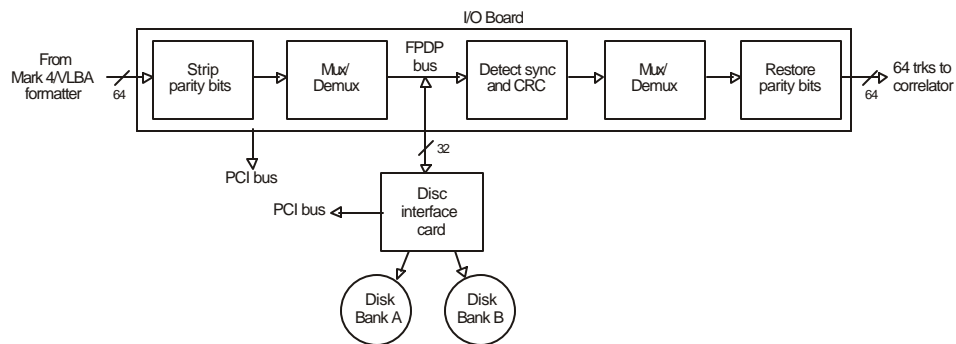 I/O Board
From
Mark 4/VLBA
formatter
64
Strip
parity bits
Mux/
Demux
FPDP
bus
Detect sync
and CRC
Mux/
Demux
Restore
parity bits
64
64 trks to
correlator
32
PCI bus
Disc
interface
card
PCI bus
Disk
Bank A
Disk
Bank B